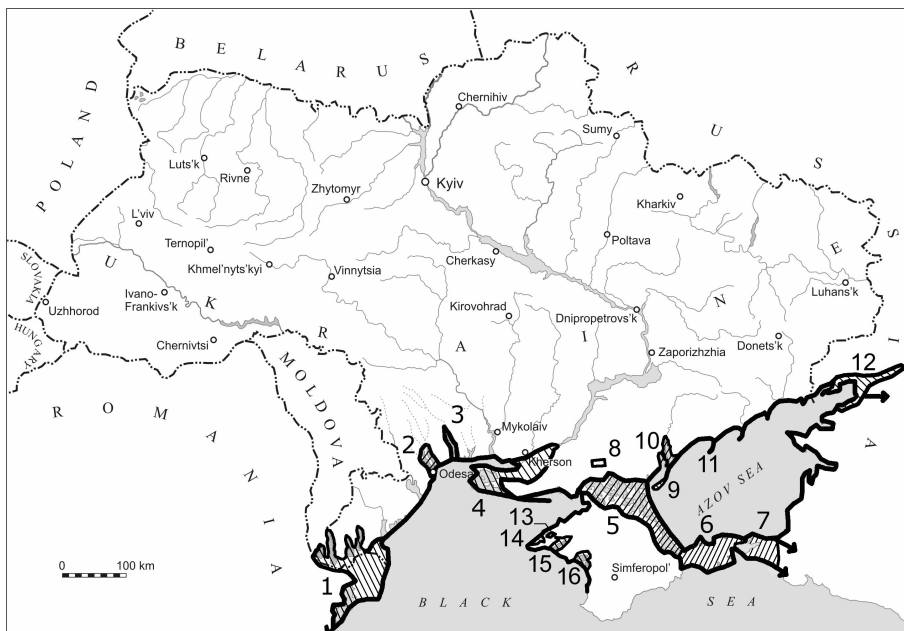 BELARUS
RUSSIA
POLAND
Chernihiv
Sumy
Luts'k
Rivne
Kyiv
Zhytomyr
Kharkiv
L'viv
Poltava
Ternopil'
Cherkasy
Khmel'nyts'kyi
Vinnytsia
SLOVAKIA
UKRAINE
Luhans'k
Ivano-
Frankivs'k
Uzhhorod
Kirovohrad
Dnipropetrovs'k
HUNGARY
Chernivtsi
Donets'k
Zaporizhzhia
MOLDOVA
12
ROMANIA
3
Mykolaiv
2
10
8
Kherson
11
Odesa
AZOV SEA
9
4
5
13
6
7
14
15
16
Simferopol'
0
100 km
1
BLACK SEA